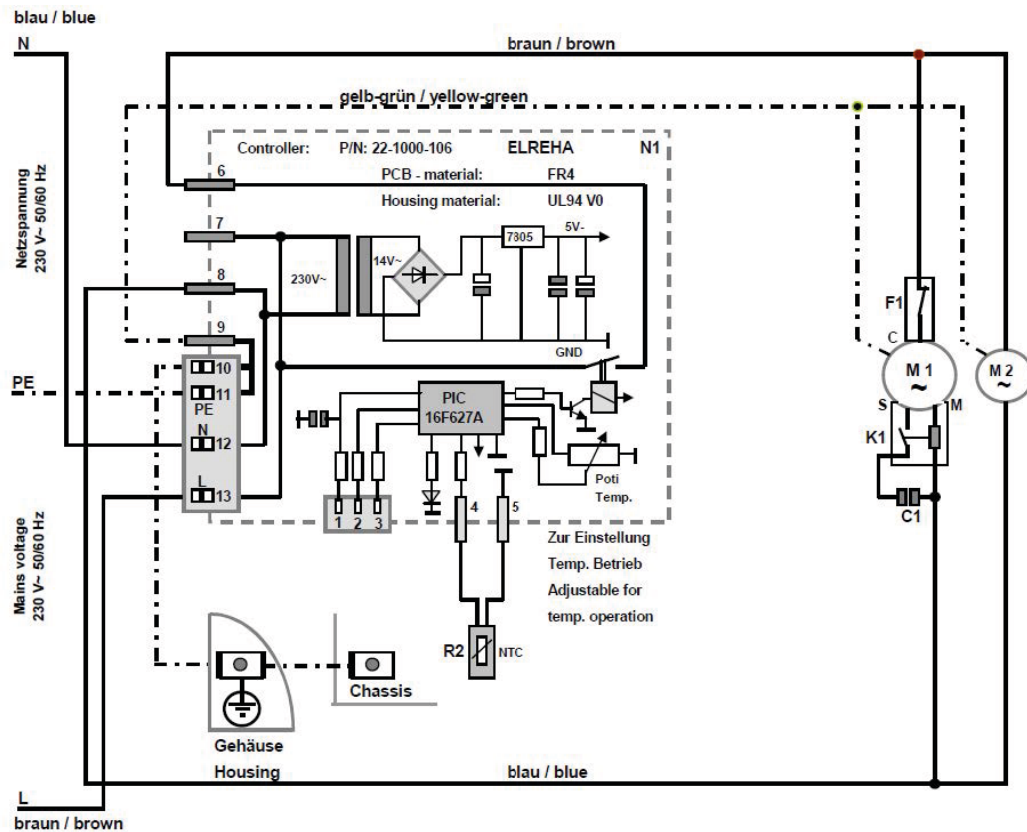 blau / blue
N
braun / brown
gelb-grün / yellow-green
Netzspannung
230 V~ 50/60 Hz
Controller: P/N: 22-1000-106 ELREHA N1
PCB - material: FR4
Housing material: UL94 V0
6
7
8
9
230V~
14V~
7805
5V-
GND
F1
C
M 1
~
M 2
~
S
M
K1
C1
PE
10
11
PE
N
12
L
13
PIC
16F627A
Poti
Temp.
1
2
3
4
5
Zur Einstellung
Temp. Betrieb
Adjustable for
temp. operation
Mains voltage
230 V~ 50/60 Hz
R2
NTC
Chassis
Gehäuse
Housing
blau / blue
L
braun / brown